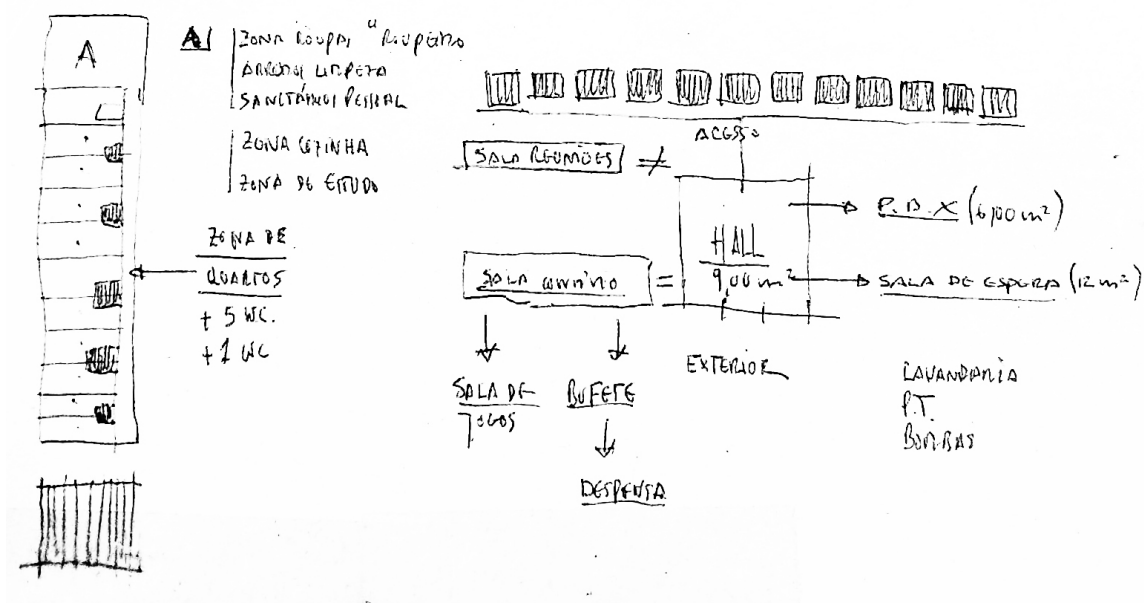 A
A
ZONA ROUPA, "ROUPEIRO
ARRUMOS LIMPEZA
SANITÁRIOS PESSOAL
ZONA COZINHA
ZONA DE ESTUDO
ZONA DE
QUARTOS
+ 5 WC.
+ 1 WC
ACESSO
SALA REUNIÕES ≠
P.B.X (6,00 m²)
HALL
9,00 m²
SALA convívio =
SALA DE ESPERA (12 m²)
SALA DE
JOGOS
BUFETE
EXTERIOR
DESPENSA
LAVANDARIA
P.T.
BOMBAS